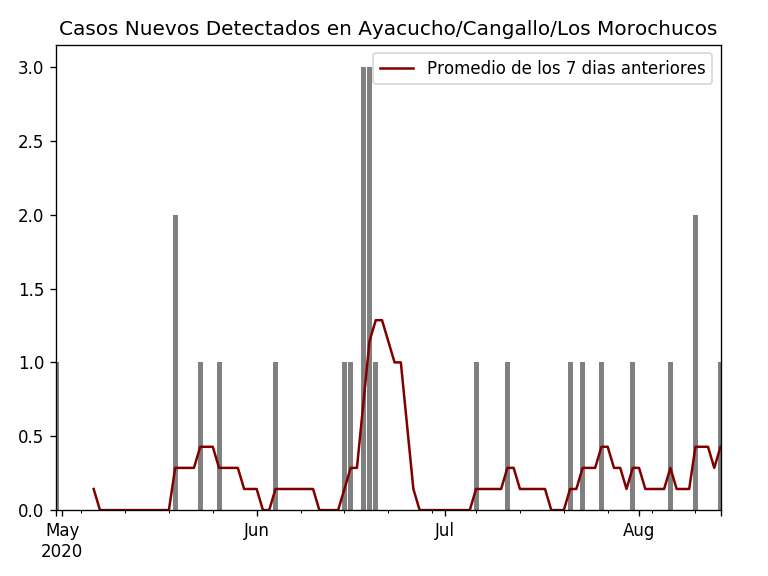 Casos Nuevos Detectados en Ayacucho/Cangallo/Los Morochucos
Promedio de los 7 dias anteriores
3.0
2.5
2.0
1.5
1.0
0.5
0.0
May Jun Jul Aug
2020